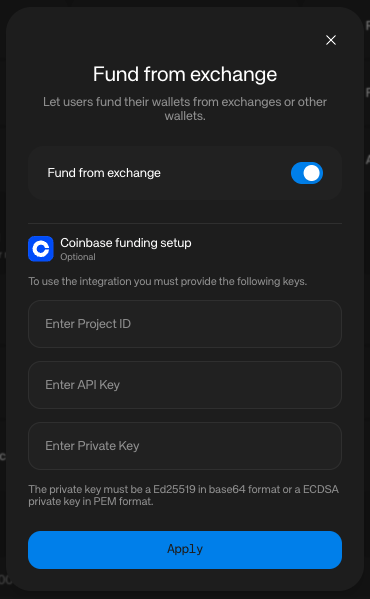 Fund from exchange
Let users fund their wallets from exchanges or other
wallets.
Fund from exchange
Coinbase funding setup
Optional
To use the integration you must provide the following keys.
Enter Project ID
Enter API Key
Enter Private Key
The private key must be a Ed25519 in base64 format or a ECDSA
private key in PEM format.
Apply